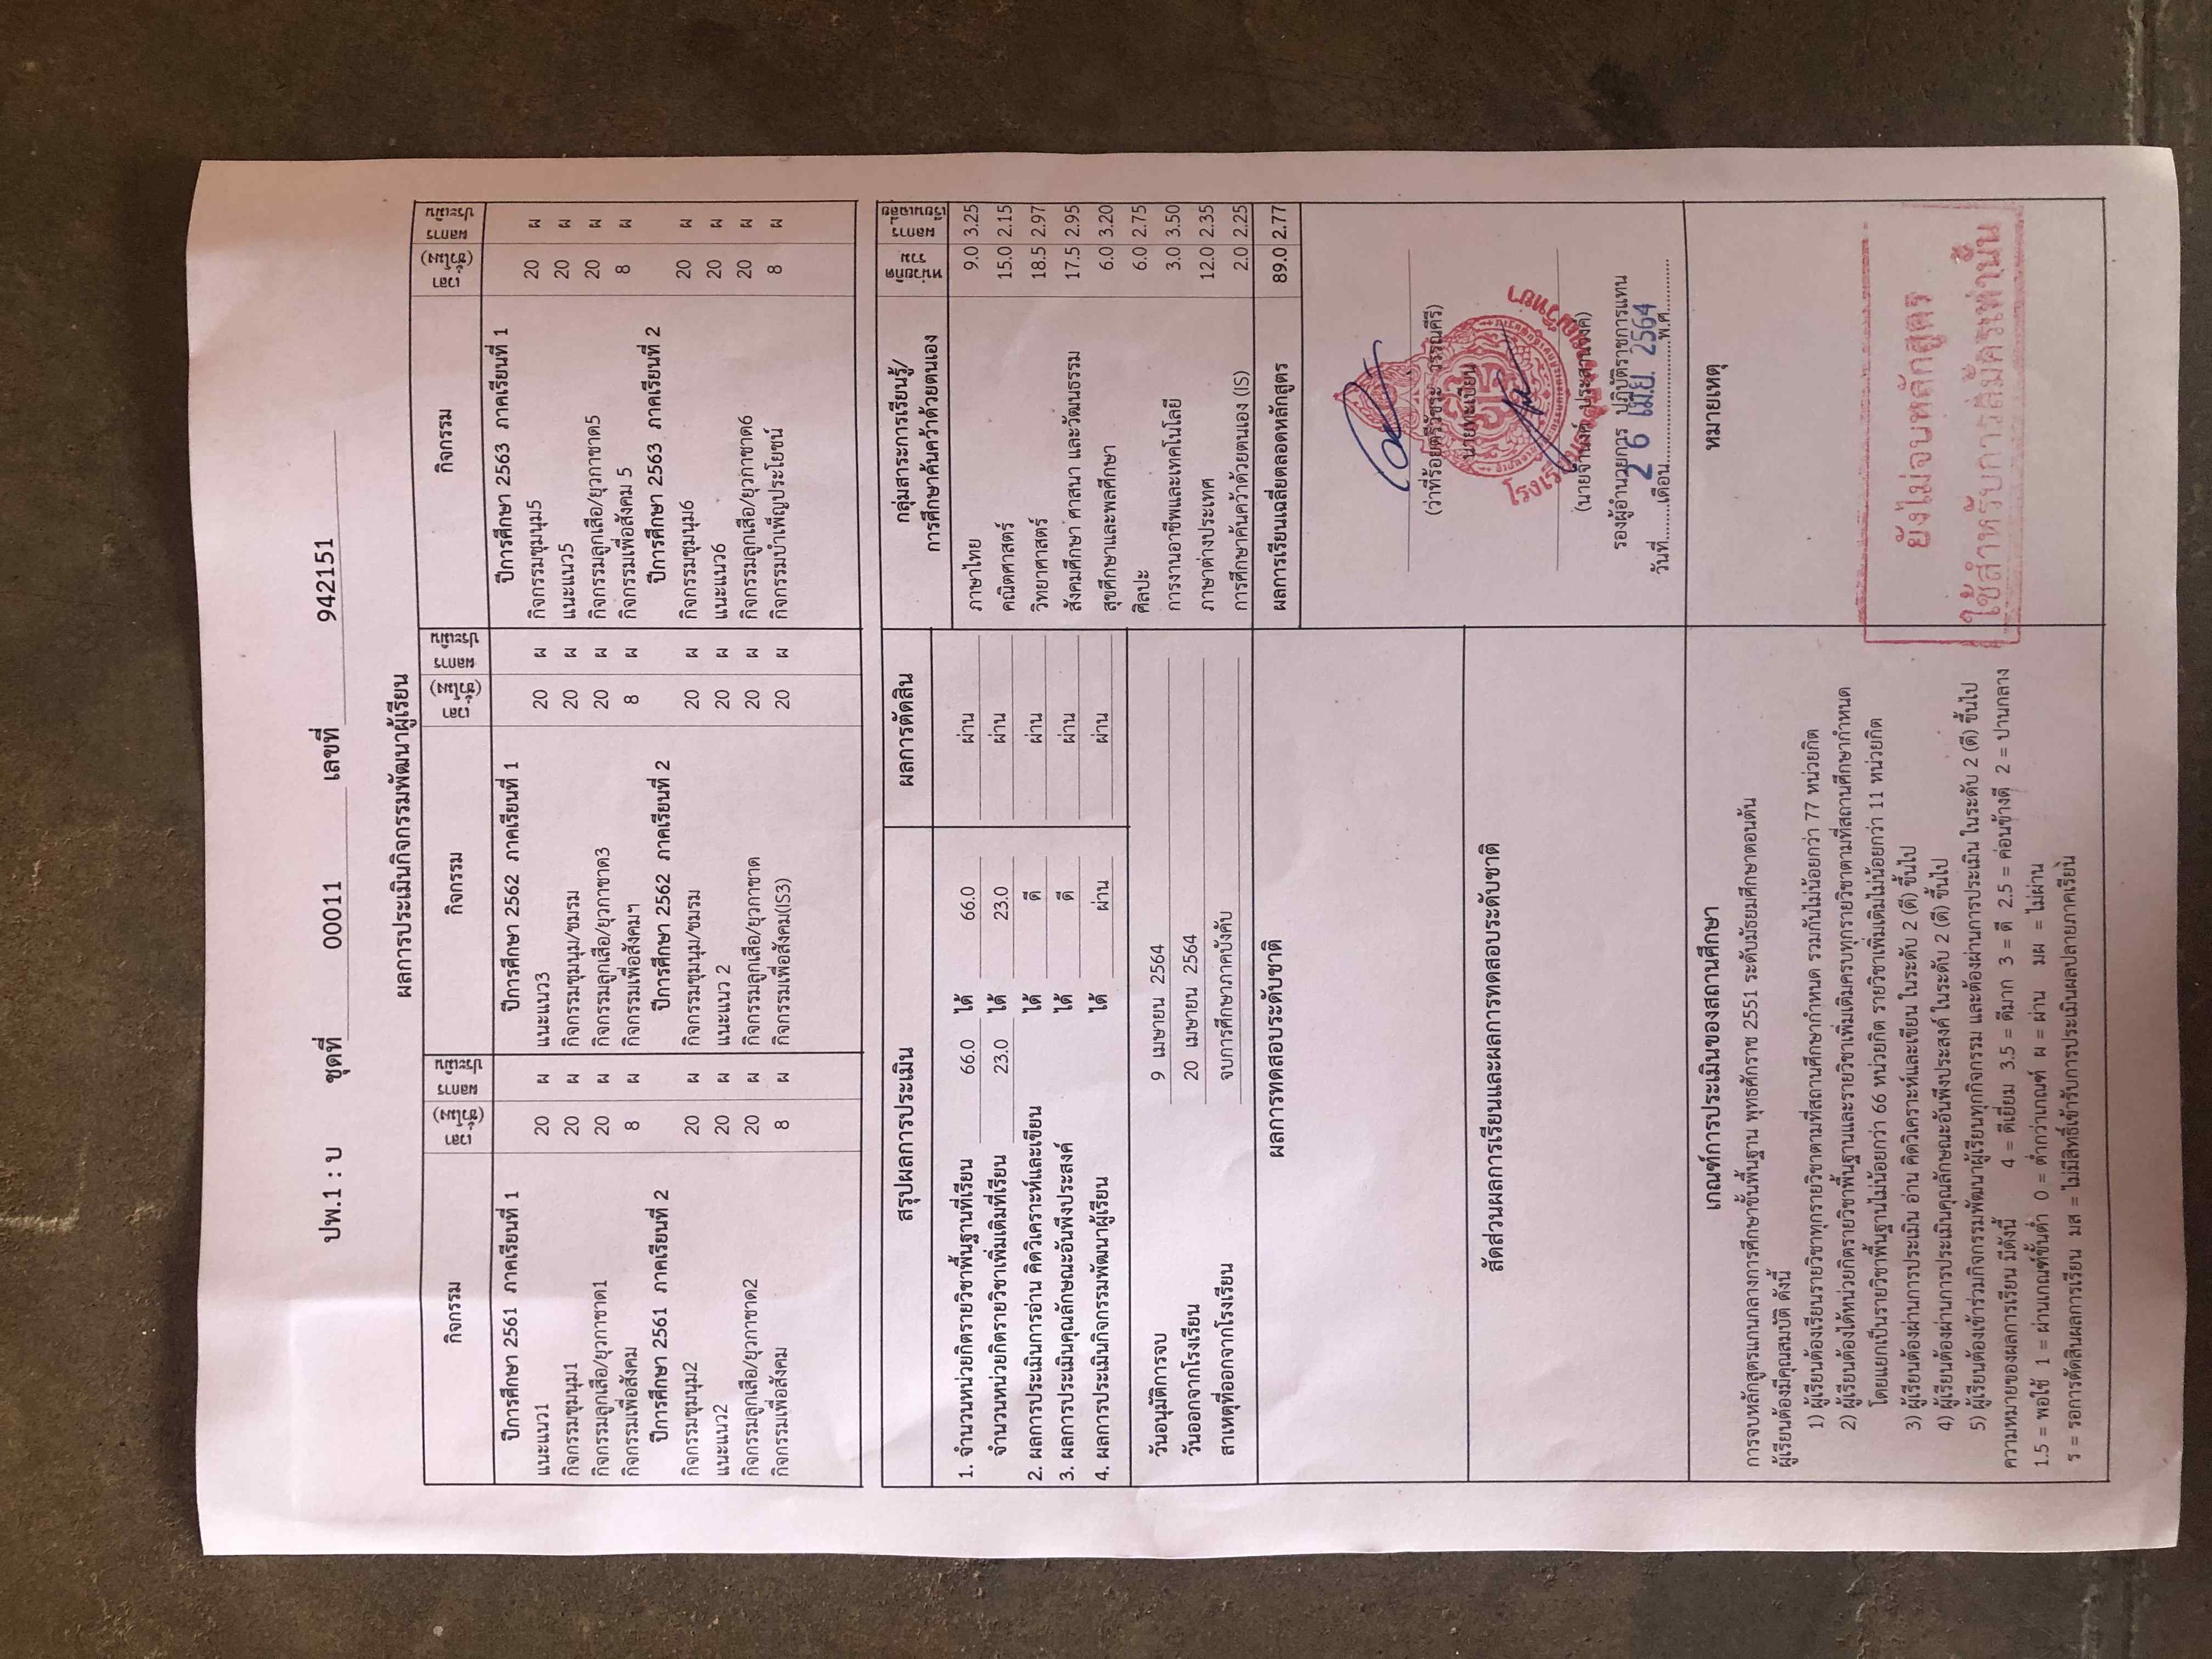 ปพ.1 : บ ชุดที่ 00011 เลขที่ 942151
ผลการประเมินกิจกรรมพัฒนาผู้เรียน
กิจกรรม เวลา (ชั่วโมง) ผลการประเมิน กิจกรรม เวลา (ชั่วโมง) ผลการประเมิน กิจกรรม เวลา (ชั่วโมง) ผลการประเมิน
ปีการศึกษา 2561 ภาคเรียนที่ 1
แนะแนว1 20 ผ
กิจกรรมชุมนุม1 20 ผ
กิจกรรมลูกเสือ/ยุวกาชาด1 20 ผ
กิจกรรมเพื่อสังคม 8 ผ
ปีการศึกษา 2561 ภาคเรียนที่ 2
กิจกรรมชุมนุม2 20 ผ
แนะแนว2 20 ผ
กิจกรรมลูกเสือ/ยุวกาชาด2 20 ผ
กิจกรรมเพื่อสังคม 8 ผ
ปีการศึกษา 2562 ภาคเรียนที่ 1
แนะแนว3 20 ผ
กิจกรรมชุมนุม/ชมรม 20 ผ
กิจกรรมลูกเสือ/ยุวกาชาด3 20 ผ
กิจกรรมเพื่อสังคมฯ 8 ผ
ปีการศึกษา 2562 ภาคเรียนที่ 2
กิจกรรมชุมนุม/ชมรม 20 ผ
แนะแนว 2 20 ผ
กิจกรรมลูกเสือ/ยุวกาชาด 20 ผ
กิจกรรมเพื่อสังคม(IS3) 20 ผ
ปีการศึกษา 2563 ภาคเรียนที่ 1
กิจกรรมชุมนุม5 20 ผ
แนะแนว5 20 ผ
กิจกรรมลูกเสือ/ยุวกาชาด5 20 ผ
กิจกรรมเพื่อสังคม 5 8 ผ
ปีการศึกษา 2563 ภาคเรียนที่ 2
กิจกรรมชุมนุม6 20 ผ
แนะแนว6 20 ผ
กิจกรรมลูกเสือ/ยุวกาชาด6 20 ผ
กิจกรรมบำเพ็ญประโยชน์ 8 ผ
สรุปผลการประเมิน ผลการตัดสิน
1. จำนวนหน่วยกิตรายวิชาพื้นฐานที่เรียน 66.0 ได้ 66.0 ผ่าน
จำนวนหน่วยกิตรายวิชาเพิ่มเติมที่เรียน 23.0 ได้ 23.0 ผ่าน
2. ผลการประเมินการอ่าน คิดวิเคราะห์และเขียน ได้ ดี ผ่าน
3. ผลการประเมินคุณลักษณะอันพึงประสงค์ ได้ ดี ผ่าน
4. ผลการประเมินกิจกรรมพัฒนาผู้เรียน ได้ ผ่าน ผ่าน
วันอนุมัติการจบ 9 เมษายน 2564
วันออกจากโรงเรียน 20 เมษายน 2564
สาเหตุที่ออกจากโรงเรียน จบการศึกษาภาคบังคับ
กลุ่มสาระการเรียนรู้/
การศึกษาค้นคว้าด้วยตนเอง
หน่วยกิตรวม ผลการเรียนเฉลี่ย
ภาษาไทย 9.0 3.25
คณิตศาสตร์ 15.0 2.15
วิทยาศาสตร์ 18.5 2.97
สังคมศึกษา ศาสนา และวัฒนธรรม 17.5 2.95
สุขศึกษาและพลศึกษา 6.0 3.20
ศิลปะ 6.0 2.75
การงานอาชีพและเทคโนโลยี 3.0 3.50
ภาษาต่างประเทศ 12.0 2.35
การศึกษาค้นคว้าด้วยตนเอง (IS) 2.0 2.25
ผลการเรียนเฉลี่ยตลอดหลักสูตร 89.0 2.77
ผลการทดสอบระดับชาติ
สัดส่วนผลการเรียนและผลการทดสอบระดับชาติ
(ว่าที่ร้อยตรีวัชระ วรรณคีรี)
นายทะเบียน
รองผู้อำนวยการ ปฏิบัติราชการแทน
26 เม.ย. 2564
วันที่..........เดือน....................พ.ศ...........
เกณฑ์การประเมินของสถานศึกษา
การจบหลักสูตรแกนกลางการศึกษาขั้นพื้นฐาน พุทธศักราช 2551 ระดับมัธยมศึกษาตอนต้น
ผู้เรียนต้องมีคุณสมบัติ ดังนี้
1) ผู้เรียนต้องเรียนรายวิชาทุกรายวิชาตามที่สถานศึกษากำหนด รวมกันไม่น้อยกว่า 77 หน่วยกิต
2) ผู้เรียนต้องได้หน่วยกิตรายวิชาพื้นฐานและรายวิชาเพิ่มเติมครบทุกรายวิชาตามที่สถานศึกษากำหนด
โดยแยกเป็นรายวิชาพื้นฐานไม่น้อยกว่า 66 หน่วยกิต รายวิชาเพิ่มเติมไม่น้อยกว่า 11 หน่วยกิต
3) ผู้เรียนต้องผ่านการประเมิน อ่าน คิดวิเคราะห์และเขียน ในระดับ 2 (ดี) ขึ้นไป
4) ผู้เรียนต้องผ่านการประเมินคุณลักษณะอันพึงประสงค์ ในระดับ 2 (ดี) ขึ้นไป
5) ผู้เรียนต้องเข้าร่วมกิจกรรมพัฒนาผู้เรียนทุกกิจกรรม และต้องผ่านการประเมิน ในระดับ 2 (ดี) ขึ้นไป
ความหมายของผลการเรียน มีดังนี้ 4 = ดีเยี่ยม 3.5 = ดีมาก 3 = ดี 2.5 = ค่อนข้างดี 2 = ปานกลาง
1.5 = พอใช้ 1 = ผ่านเกณฑ์ขั้นต่ำ 0 = ต่ำกว่าเกณฑ์ ผ = ผ่าน มผ = ไม่ผ่าน
ร = รอการตัดสินผลการเรียน มส = ไม่มีสิทธิ์เข้ารับการประเมินผลปลายภาคเรียน
หมายเหตุ
ยังไม่จบหลักสูตร
ใช้สำหรับการสมัครเท่านั้น